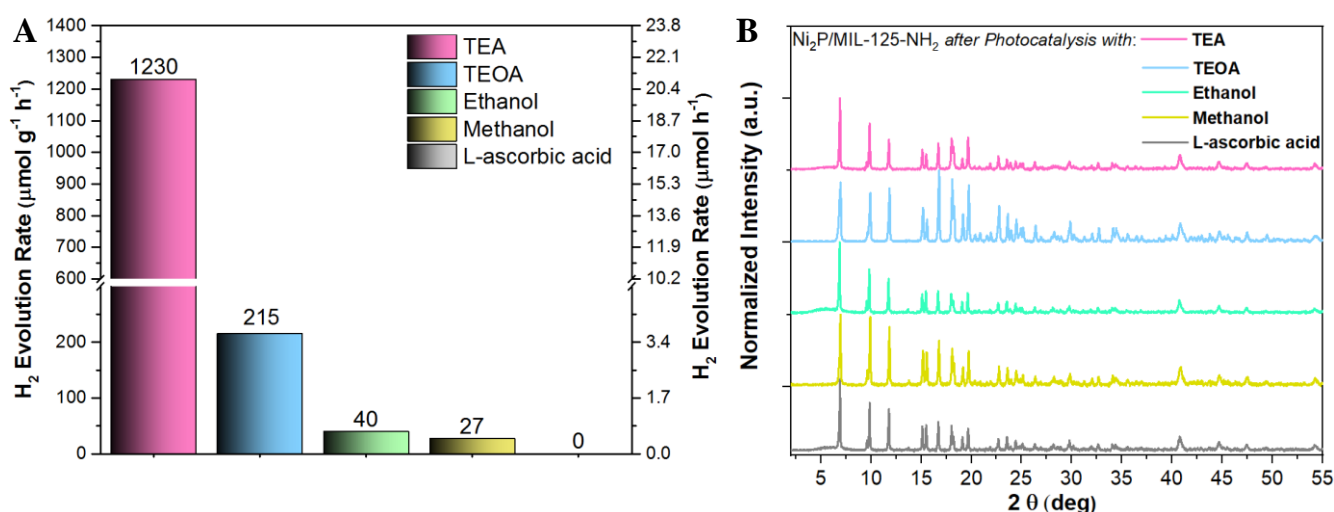 A
H₂ Evolution Rate (μmol g⁻¹ h⁻¹)
1400
1300
1200
1100
1000
900
800
700
600
200
100
0
1230
215
40
27
0
TEA
TEOA
Ethanol
Methanol
L-ascorbic acid
23.8
22.1
20.4
18.7
17.0
15.3
13.6
11.9
10.2
3.4
1.7
0.0
H₂ Evolution Rate (μmol h⁻¹)
B
Normalized Intensity (a.u.)
Ni₂P/MIL-125-NH₂ after Photocatalysis with:
TEA
TEOA
Ethanol
Methanol
L-ascorbic acid
5 10 15 20 25 30 35 40 45 50 55
2 θ (deg)